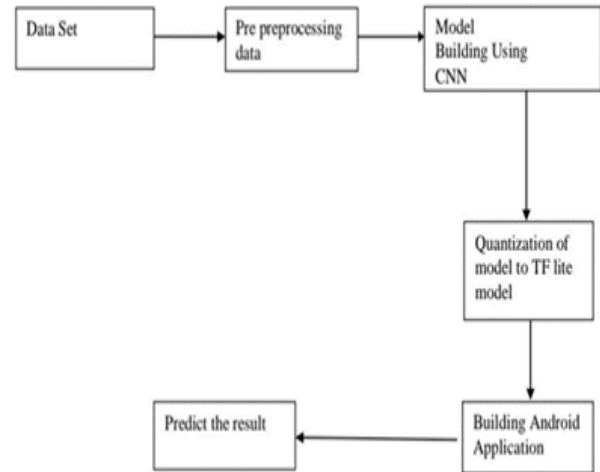 Data Set
Pre preprocessing
data
Model
Building Using
CNN
Quantization of
model to TF lite
model
Building Android
Application
Predict the result